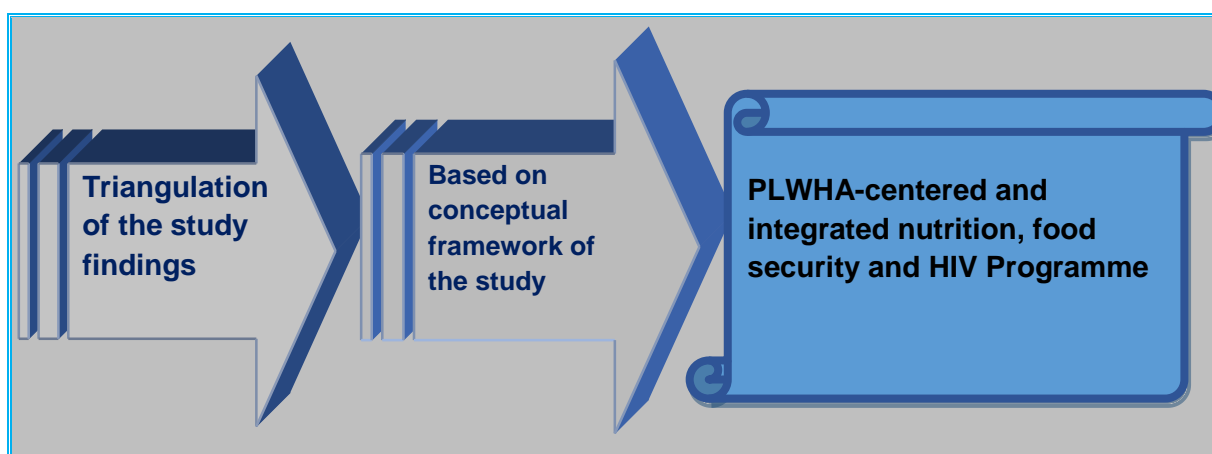 Triangulation
of the study
findings
Based on
conceptual
framework of
the study
PLWHA-centered and
integrated nutrition, food
security and HIV Programme